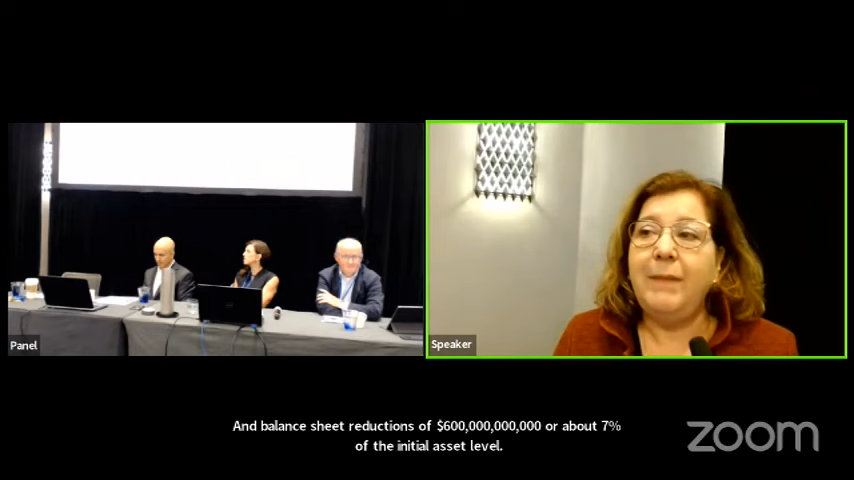 Panel
Speaker
And balance sheet reductions of $600,000,000,000 or about 7%
of the initial asset level.
zoom